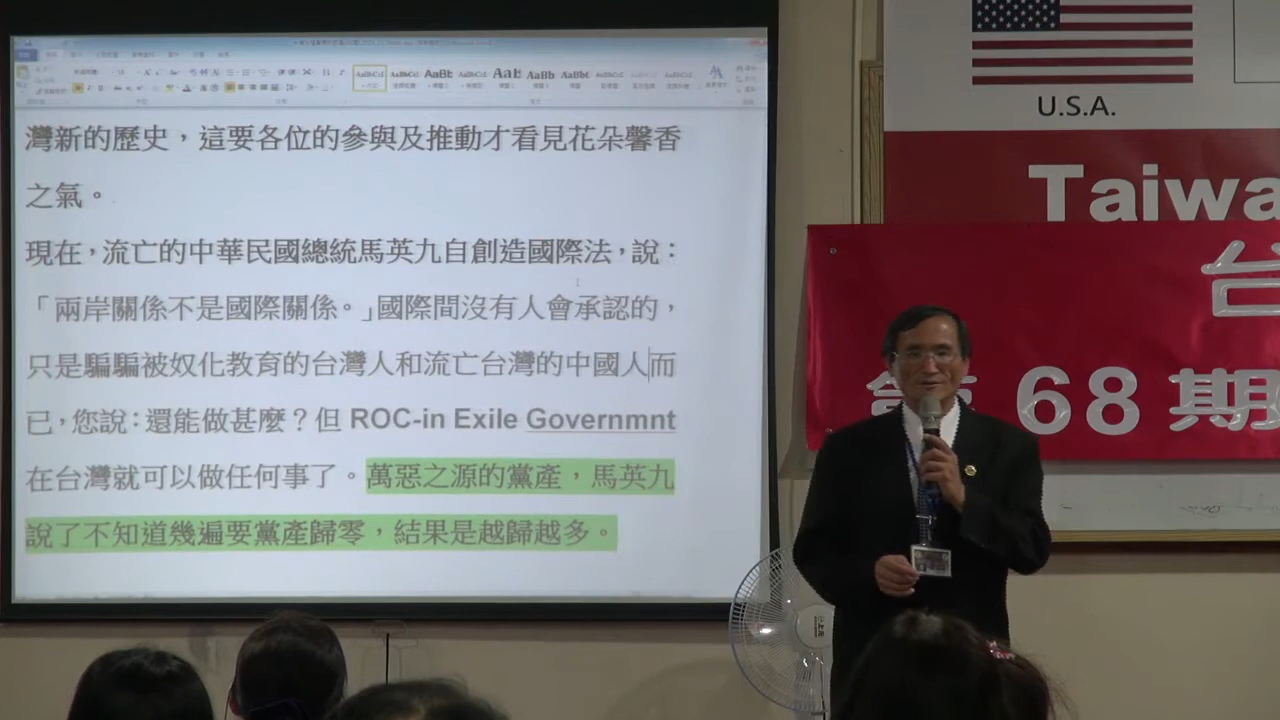 灣新的歷史，這要各位的參與及推動才看見花朵馨香
之氣。
現在，流亡的中華民國總統馬英九自創造國際法，說：
「兩岸關係不是國際關係。」國際間沒有人會承認的，
只是騙騙被奴化教育的台灣人和流亡台灣的中國人而
已，您說：還能做甚麼？但 ROC-in Exile Governmnt
在台灣就可以做任何事了。萬惡之源的黨產，馬英九
說了不知道幾遍要黨產歸零，結果是越歸越多。
U.S.A.
Taiwa
台
第 68 期